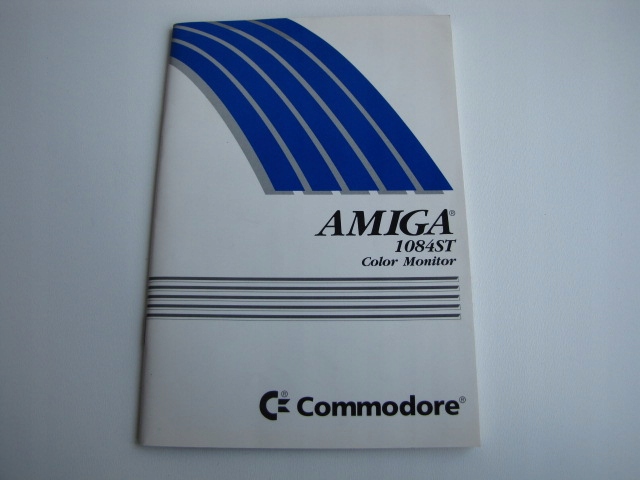 AMIGA®
1084ST
Color Monitor
® Commodore®